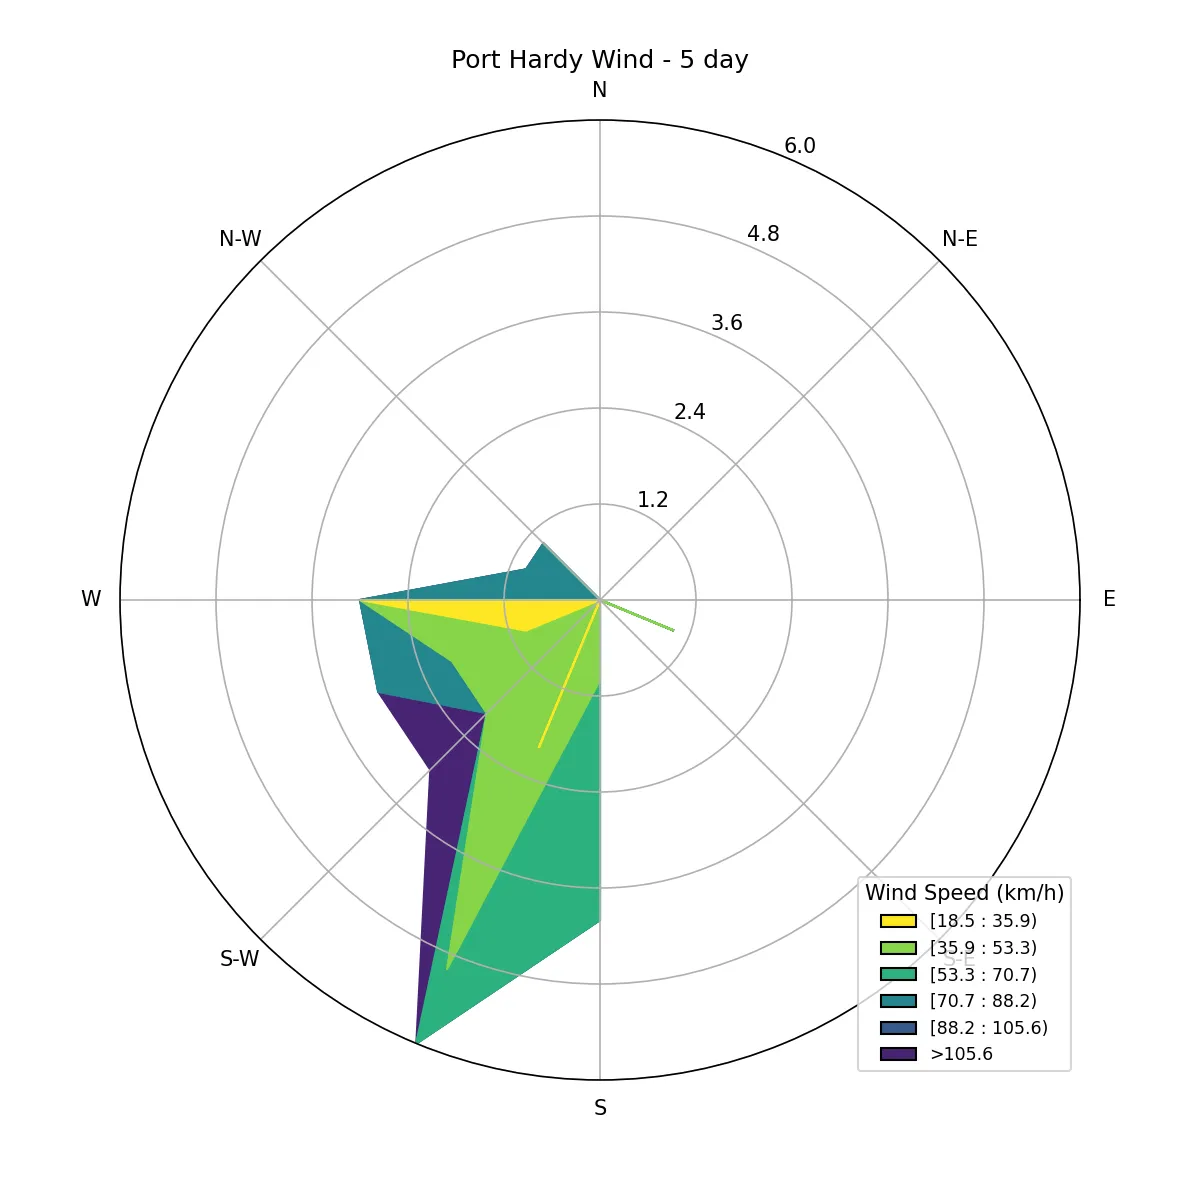 Port Hardy Wind - 5 day
N
6.0
N-W
N-E
4.8
3.6
2.4
1.2
W
E
S-W
S-E
S
Wind Speed (km/h)
[18.5 : 35.9)
[35.9 : 53.3)
[53.3 : 70.7)
[70.7 : 88.2)
[88.2 : 105.6)
>105.6